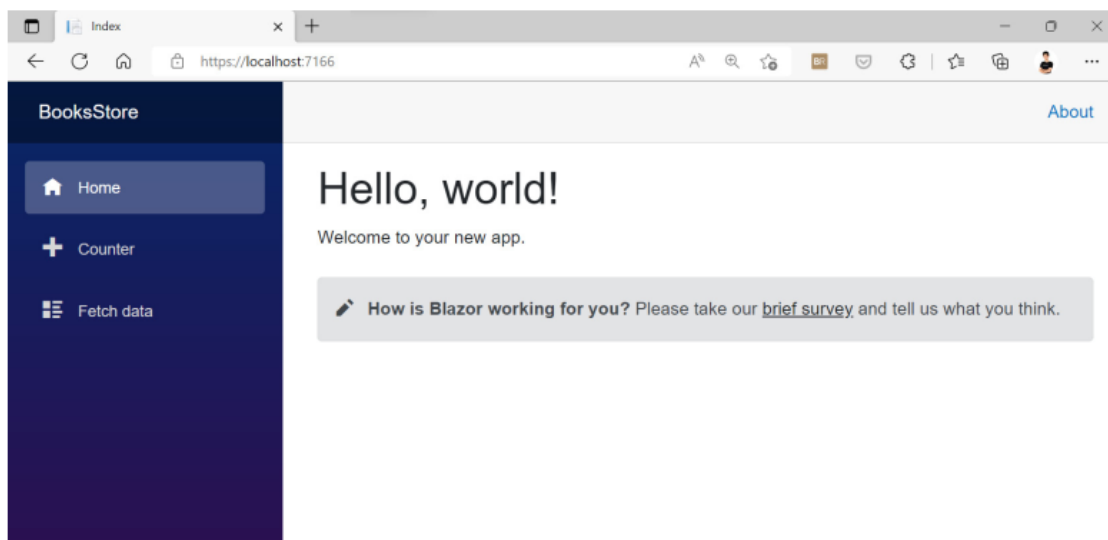 Index
https://localhost:7166
BooksStore
About
Home
Counter
Fetch data
Hello, world!
Welcome to your new app.
How is Blazor working for you? Please take our brief survey and tell us what you think.